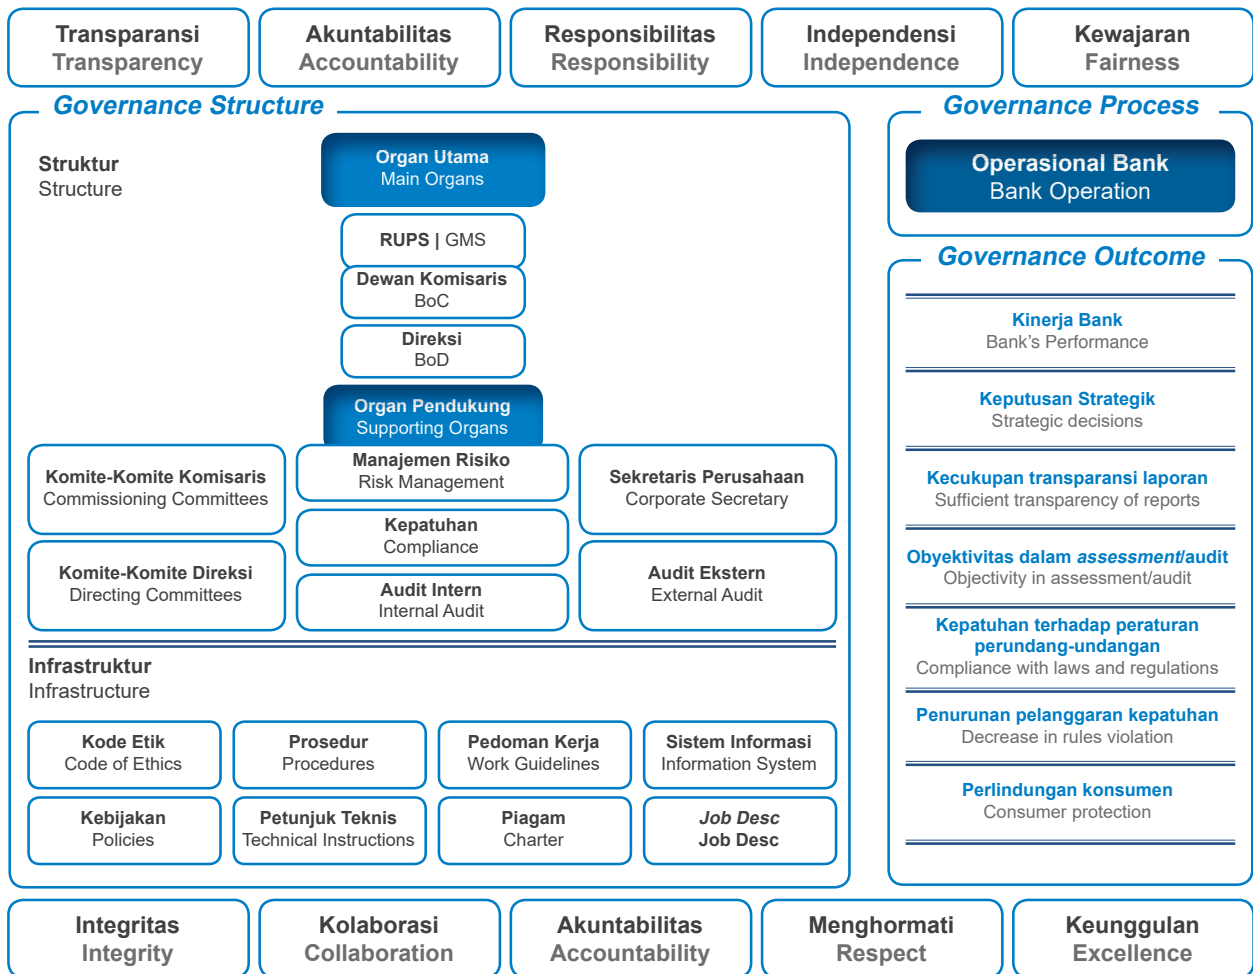 Transparansi
Transparency
Akuntabilitas
Accountability
Responsibilitas
Responsibility
Independensi
Independence
Kewajaran
Fairness
Governance Structure
Struktur
Structure
Organ Utama
Main Organs
RUPS | GMS
Dewan Komisaris
BoC
Direksi
BoD
Organ Pendukung
Supporting Organs
Komite-Komite Komisaris
Commissioning Committees
Manajemen Risiko
Risk Management
Sekretaris Perusahaan
Corporate Secretary
Kepatuhan
Compliance
Komite-Komite Direksi
Directing Committees
Audit Intern
Internal Audit
Audit Ekstern
External Audit
Infrastruktur
Infrastructure
Kode Etik
Code of Ethics
Prosedur
Procedures
Pedoman Kerja
Work Guidelines
Sistem Informasi
Information System
Kebijakan
Policies
Petunjuk Teknis
Technical Instructions
Piagam
Charter
Job Desc
Job Desc
Governance Process
Operasional Bank
Bank Operation
Governance Outcome
Kinerja Bank
Bank's Performance
Keputusan Strategik
Strategic decisions
Kecukupan transparansi laporan
Sufficient transparency of reports
Obyektivitas dalam assessment/audit
Objectivity in assessment/audit
Kepatuhan terhadap peraturan
perundang-undangan
Compliance with laws and regulations
Penurunan pelanggaran kepatuhan
Decrease in rules violation
Perlindungan konsumen
Consumer protection
Integritas
Integrity
Kolaborasi
Collaboration
Akuntabilitas
Accountability
Menghormati
Respect
Keunggulan
Excellence